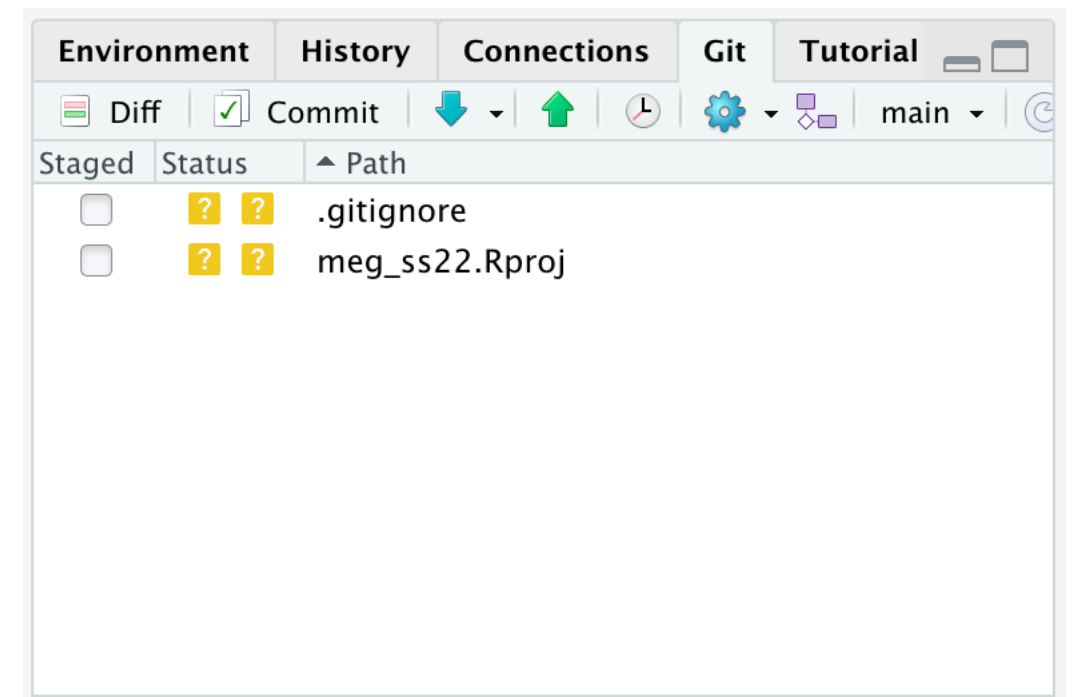 Environment History Connections Git Tutorial
Diff Commit main
Staged Status Path
? ? .gitignore
? ? meg_ss22.Rproj